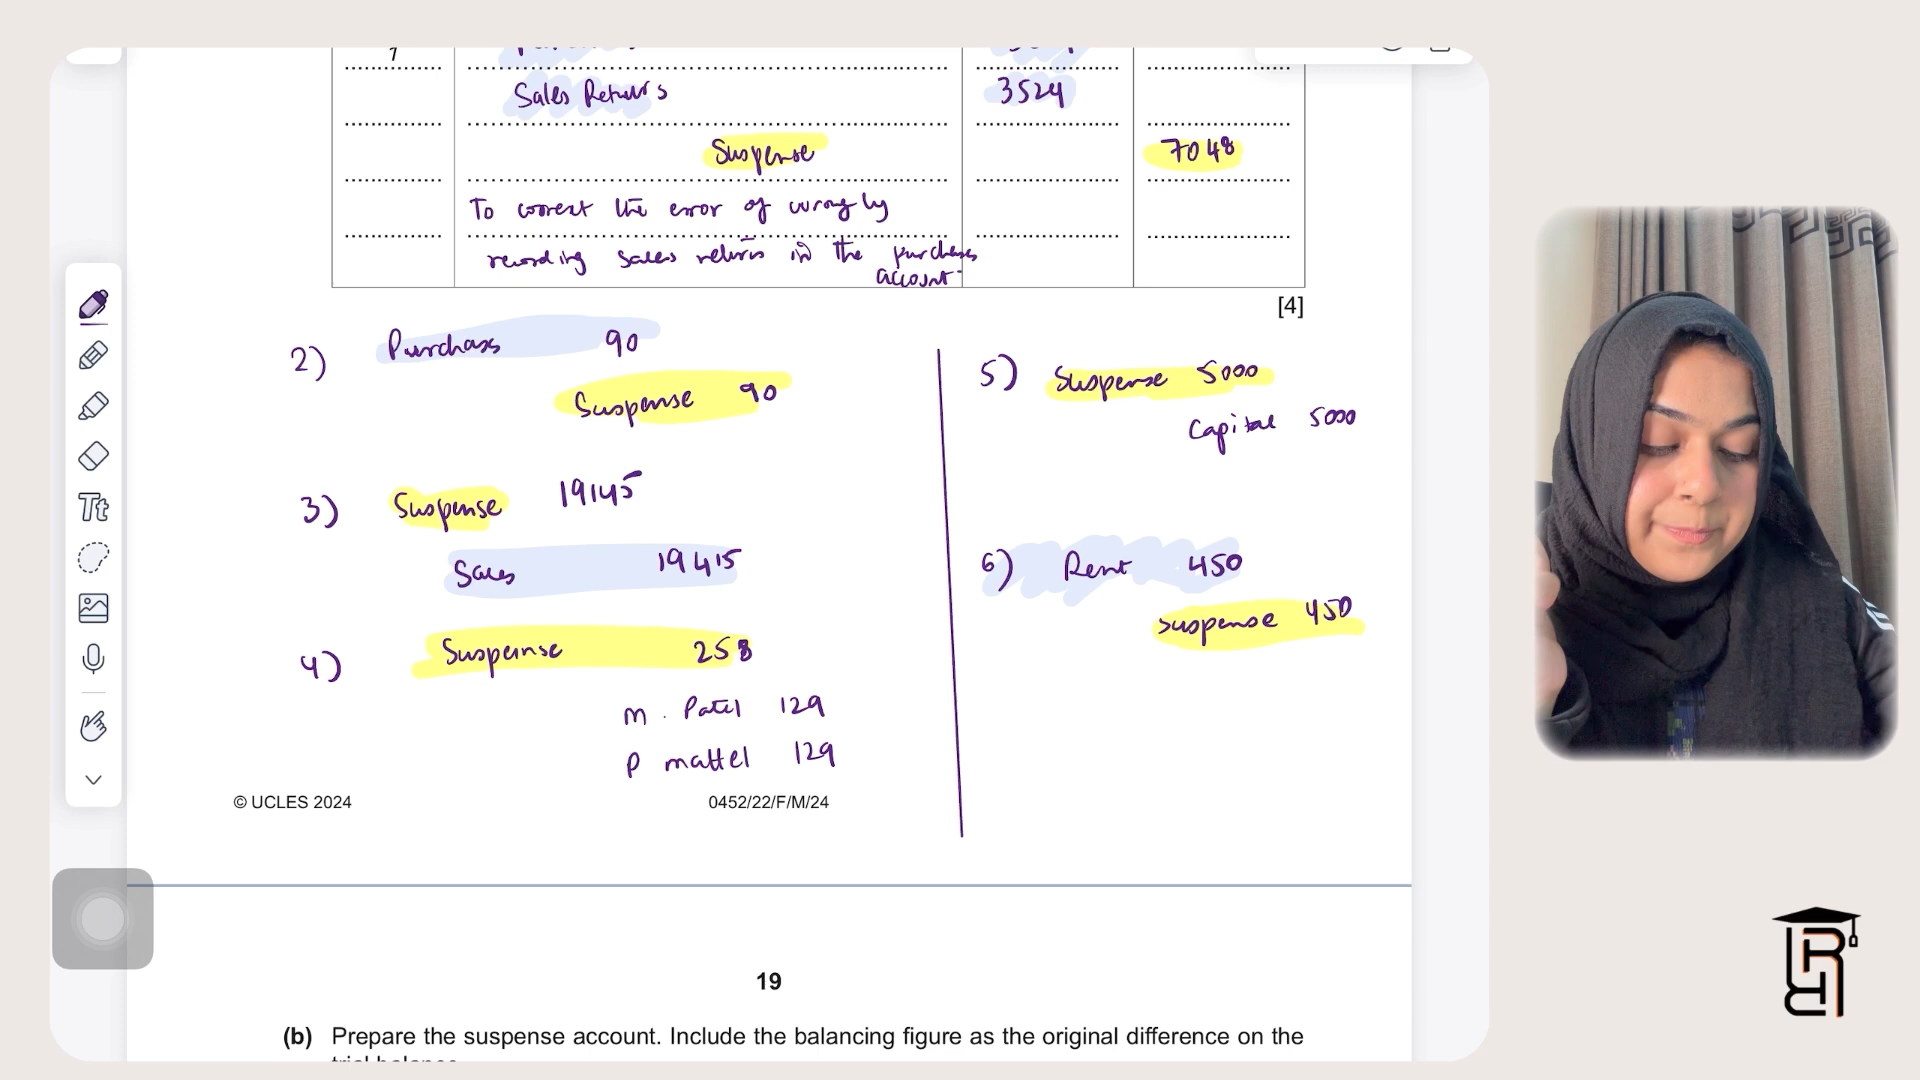 Sales Returns 3524
Suspense 7048
To correct the error of wrongly
recording sales returns in the purchases
account.
[4]
2) Purchass 90
Suspense 90
3) Suspense 19145
Sales 19415
4) Suspense 258
M. Patel 129
P mattel 129
5) Suspense 5000
Capital 5000
6) Rent 450
Suspense 450
Tt
© UCLES 2024
0452/22/F/M/24
19
(b) Prepare the suspense account. Include the balancing figure as the original difference on the